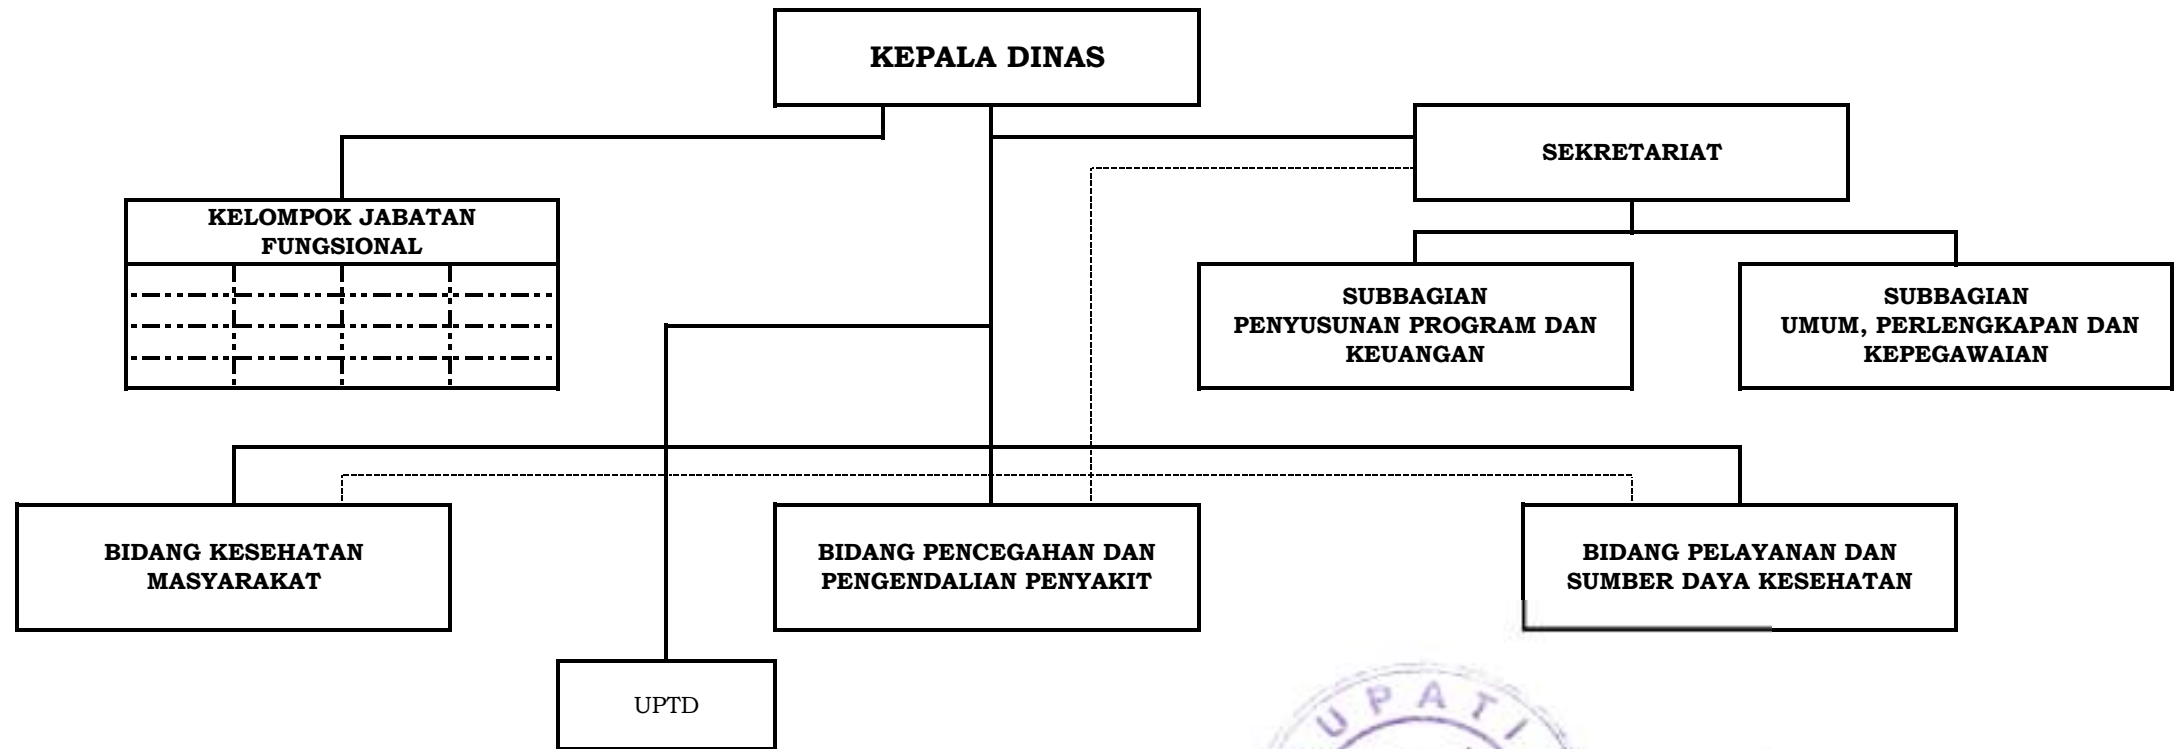 KEPALA DINAS
SEKRETARIAT
KELOMPOK JABATAN
FUNGSIONAL
SUBBAGIAN
PENYUSUNAN PROGRAM DAN
KEUANGAN
SUBBAGIAN
UMUM, PERLENGKAPAN DAN
KEPEGAWAIAN
BIDANG KESEHATAN
MASYARAKAT
BIDANG PENCEGAHAN DAN
PENGENDALIAN PENYAKIT
BIDANG PELAYANAN DAN
SUMBER DAYA KESEHATAN
UPTD
UPATI